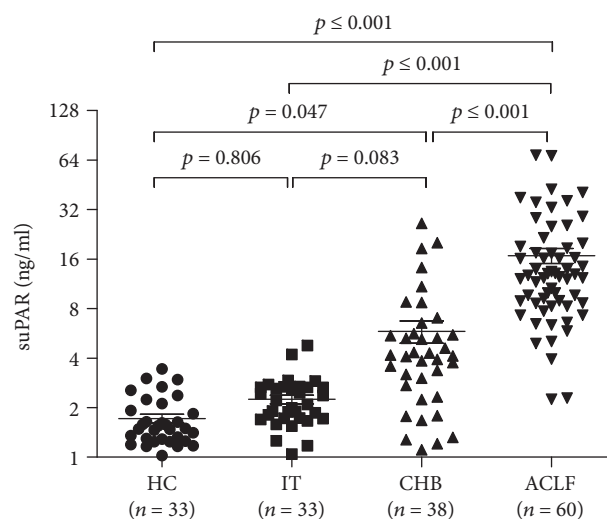 p ≤ 0.001
p ≤ 0.001
p = 0.047
p ≤ 0.001
p = 0.806
p = 0.083
suPAR (ng/ml)
128
64
32
16
8
4
2
1
HC
IT
CHB
ACLF
(n = 33)
(n = 33)
(n = 38)
(n = 60)